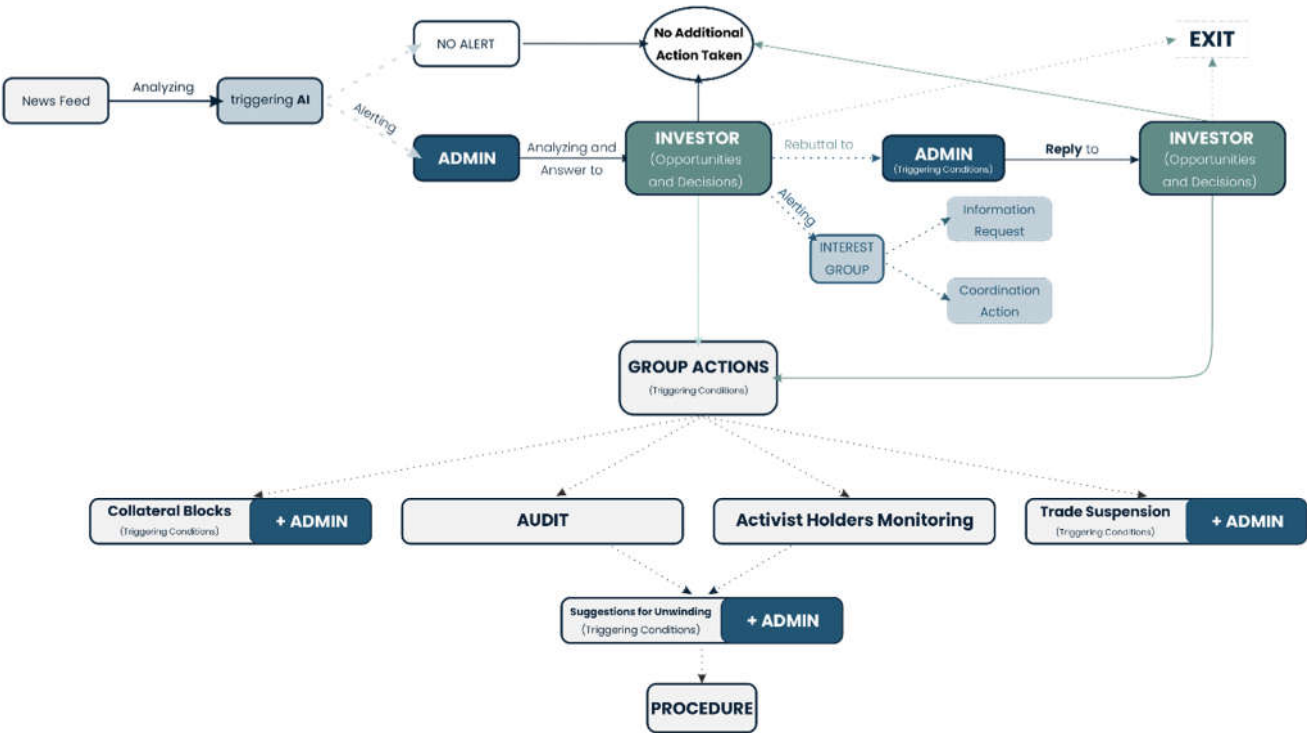 NO ALERT
No Additional
Action Taken
EXIT
News Feed
Analyzing
triggering AI
Alerting
ADMIN
Analyzing and
Answer to
INVESTOR
(Opportunities
and Decisions)
Rebuttal to
ADMIN
(Triggering Conditions)
Reply to
INVESTOR
(Opportunities
and Decisions)
Alerting
INTEREST
GROUP
Information
Request
Coordination
Action
GROUP ACTIONS
(Triggering Conditions)
Collateral Blocks
(Triggering Conditions)
+ ADMIN
AUDIT
Activist Holders Monitoring
Trade Suspension
(Triggering Conditions)
+ ADMIN
Suggestions for Unwinding
(Triggering Conditions)
+ ADMIN
PROCEDURE